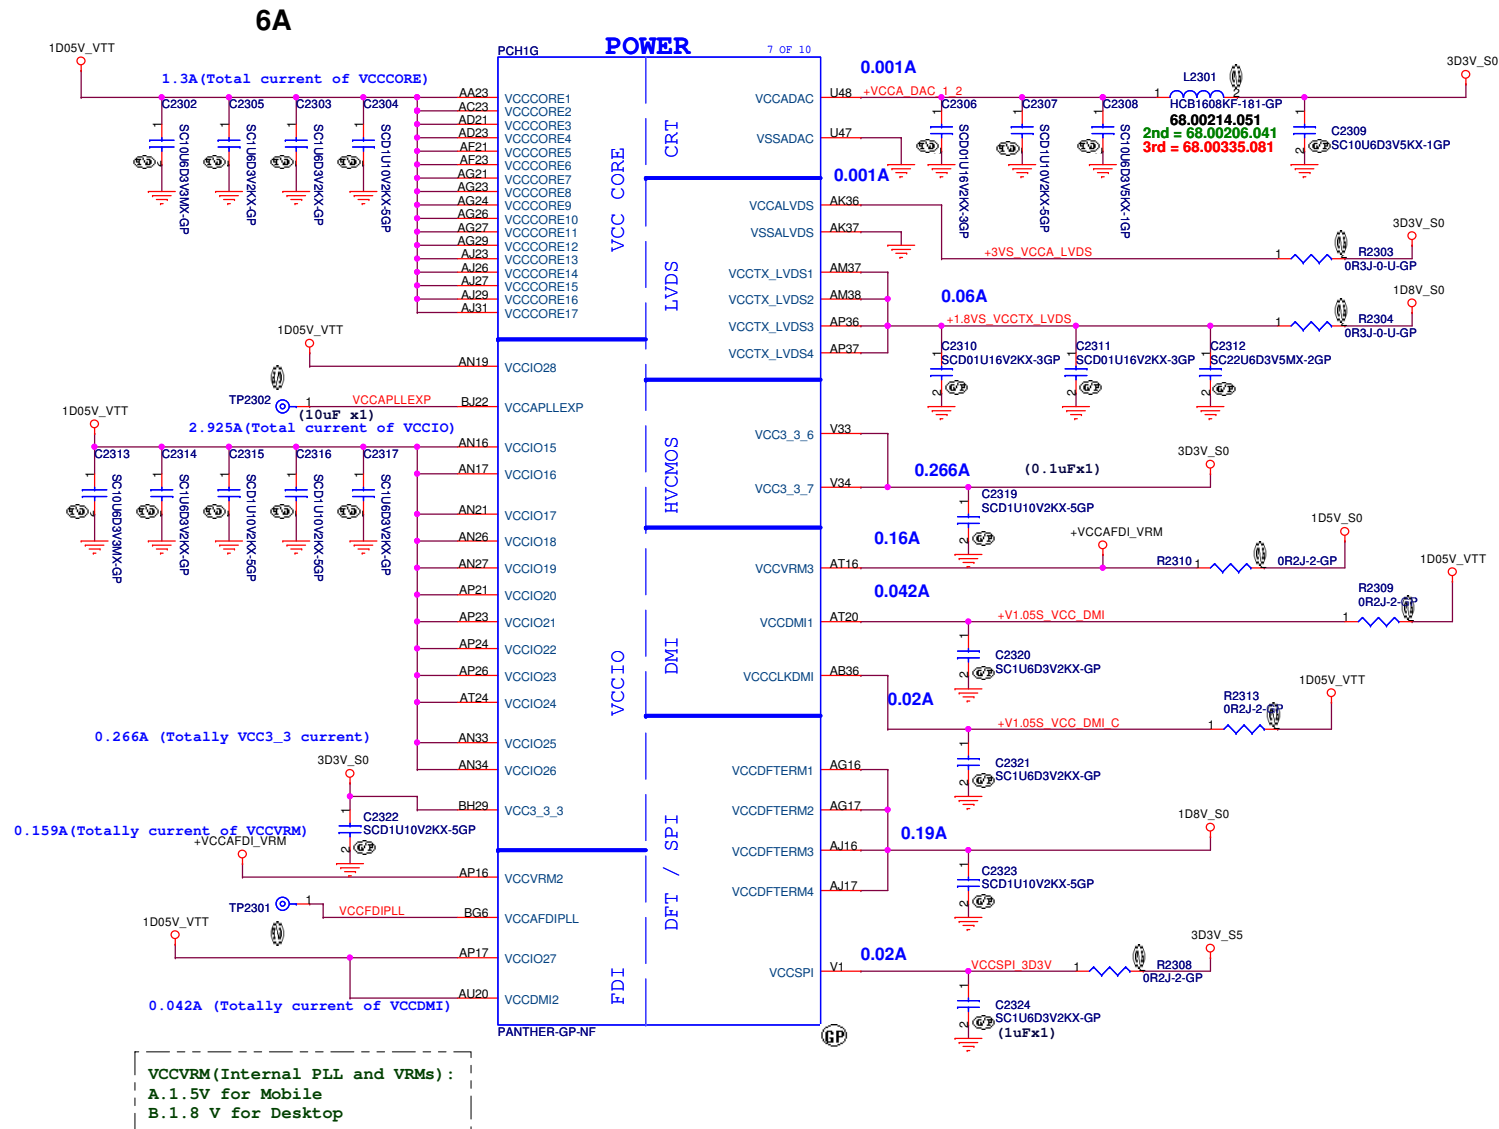 6A
POWER
PCH1G
7 OF 10
1D05V_VTT
1.3A(Total current of VCCCORE)
C2302
SC10U6D3V3MX-GP
C2305
SC1U6D3V2KX-GP
C2303
SC1U6D3V2KX-GP
C2304
SCD1U10V2KX-5GP
AA23 VCCCORE1
AC23 VCCCORE2
AD21 VCCCORE3
AD23 VCCCORE4
AF21 VCCCORE5
AF23 VCCCORE6
AG21 VCCCORE7
AG23 VCCCORE8
AG24 VCCCORE9
AG26 VCCCORE10
AG27 VCCCORE11
AG29 VCCCORE12
AJ23 VCCCORE13
AJ26 VCCCORE14
AJ27 VCCCORE15
AJ29 VCCCORE16
AJ31 VCCCORE17
VCC CORE
1D05V_VTT
AN19 VCCIO28
TP2302
1
VCCAPLLEXP
BJ22 VCCAPLLEXP
(10uF x1)
1D05V_VTT
2.925A(Total current of VCCIO)
C2313
SC10U6D3V3MX-GP
C2314
SC1U6D3V2KX-GP
C2315
SCD1U10V2KX-5GP
C2316
SCD1U10V2KX-5GP
C2317
SC1U6D3V2KX-GP
AN16 VCCIO15
AN17 VCCIO16
AN21 VCCIO17
AN26 VCCIO18
AN27 VCCIO19
AP21 VCCIO20
AP23 VCCIO21
AP24 VCCIO22
AP26 VCCIO23
AT24 VCCIO24
AN33 VCCIO25
AN34 VCCIO26
VCCIO
0.266A (Totally VCC3_3 current)
3D3V_S0
BH29 VCC3_3_3
1
C2322
SCD1U10V2KX-5GP
2
0.159A(Totally current of VCCVRM)
+VCCAFDI_VRM
AP16 VCCVRM2
TP2301
1
VCCFDIPLL
BG6 VCCAFDIPLL
1D05V_VTT
AP17 VCCIO27
AU20 VCCDMI2
0.042A (Totally current of VCCDMI)
FDI
PANTHER-GP-NF
GP
CRT
LVDS
HVCMOS
DMI
DFT / SPI
0.001A
VCCADAC U48
+VCCA_DAC_1_2
VSSADAC U47
C2306
SCD01U16V2KX-3GP
C2307
SCD1U10V2KX-5GP
C2308
SC10U6D3V5KX-1GP
L2301
1
2
HCB1608KF-181-GP
68.00214.051
2nd = 68.00206.041
3rd = 68.00335.081
3D3V_S0
C2309
SC10U6D3V5KX-1GP
0.001A
VCCALVDS AK36
VSSALVDS AK37
+3VS_VCCA_LVDS
1
R2303
0R3J-0-U-GP
3D3V_S0
VCCTX_LVDS1 AM37
VCCTX_LVDS2 AM38
VCCTX_LVDS3 AP36
VCCTX_LVDS4 AP37
0.06A
+1.8VS_VCCTX_LVDS
1
R2304
0R3J-0-U-GP
1D8V_S0
C2310
SCD01U16V2KX-3GP
C2311
SCD01U16V2KX-3GP
C2312
SC22U6D3V5MX-2GP
VCC3_3_6 V33
VCC3_3_7 V34
0.266A
(0.1uFx1)
3D3V_S0
C2319
SCD1U10V2KX-5GP
0.16A
VCCVRM3 AT16
+VCCAFDI_VRM
R2310
1
0R2J-2-GP
1D5V_S0
0.042A
VCCDMI1 AT20
+V1.05S_VCC_DMI
1
R2309
0R2J-2-GP
1D05V_VTT
C2320
SC1U6D3V2KX-GP
VCCCLKDMI AB36
0.02A
+V1.05S_VCC_DMI_C
1
R2313
0R2J-2-GP
1D05V_VTT
C2321
SC1U6D3V2KX-GP
VCCDFTERM1 AG16
VCCDFTERM2 AG17
VCCDFTERM3 AJ16
VCCDFTERM4 AJ17
0.19A
1D8V_S0
C2323
SCD1U10V2KX-5GP
VCCSPI V1
0.02A
VCCSPI_3D3V
1
R2308
0R2J-2-GP
3D3V_S5
C2324
SC1U6D3V2KX-GP
(1uFx1)
VCCVRM(Internal PLL and VRMs):
A.1.5V for Mobile
B.1.8 V for Desktop